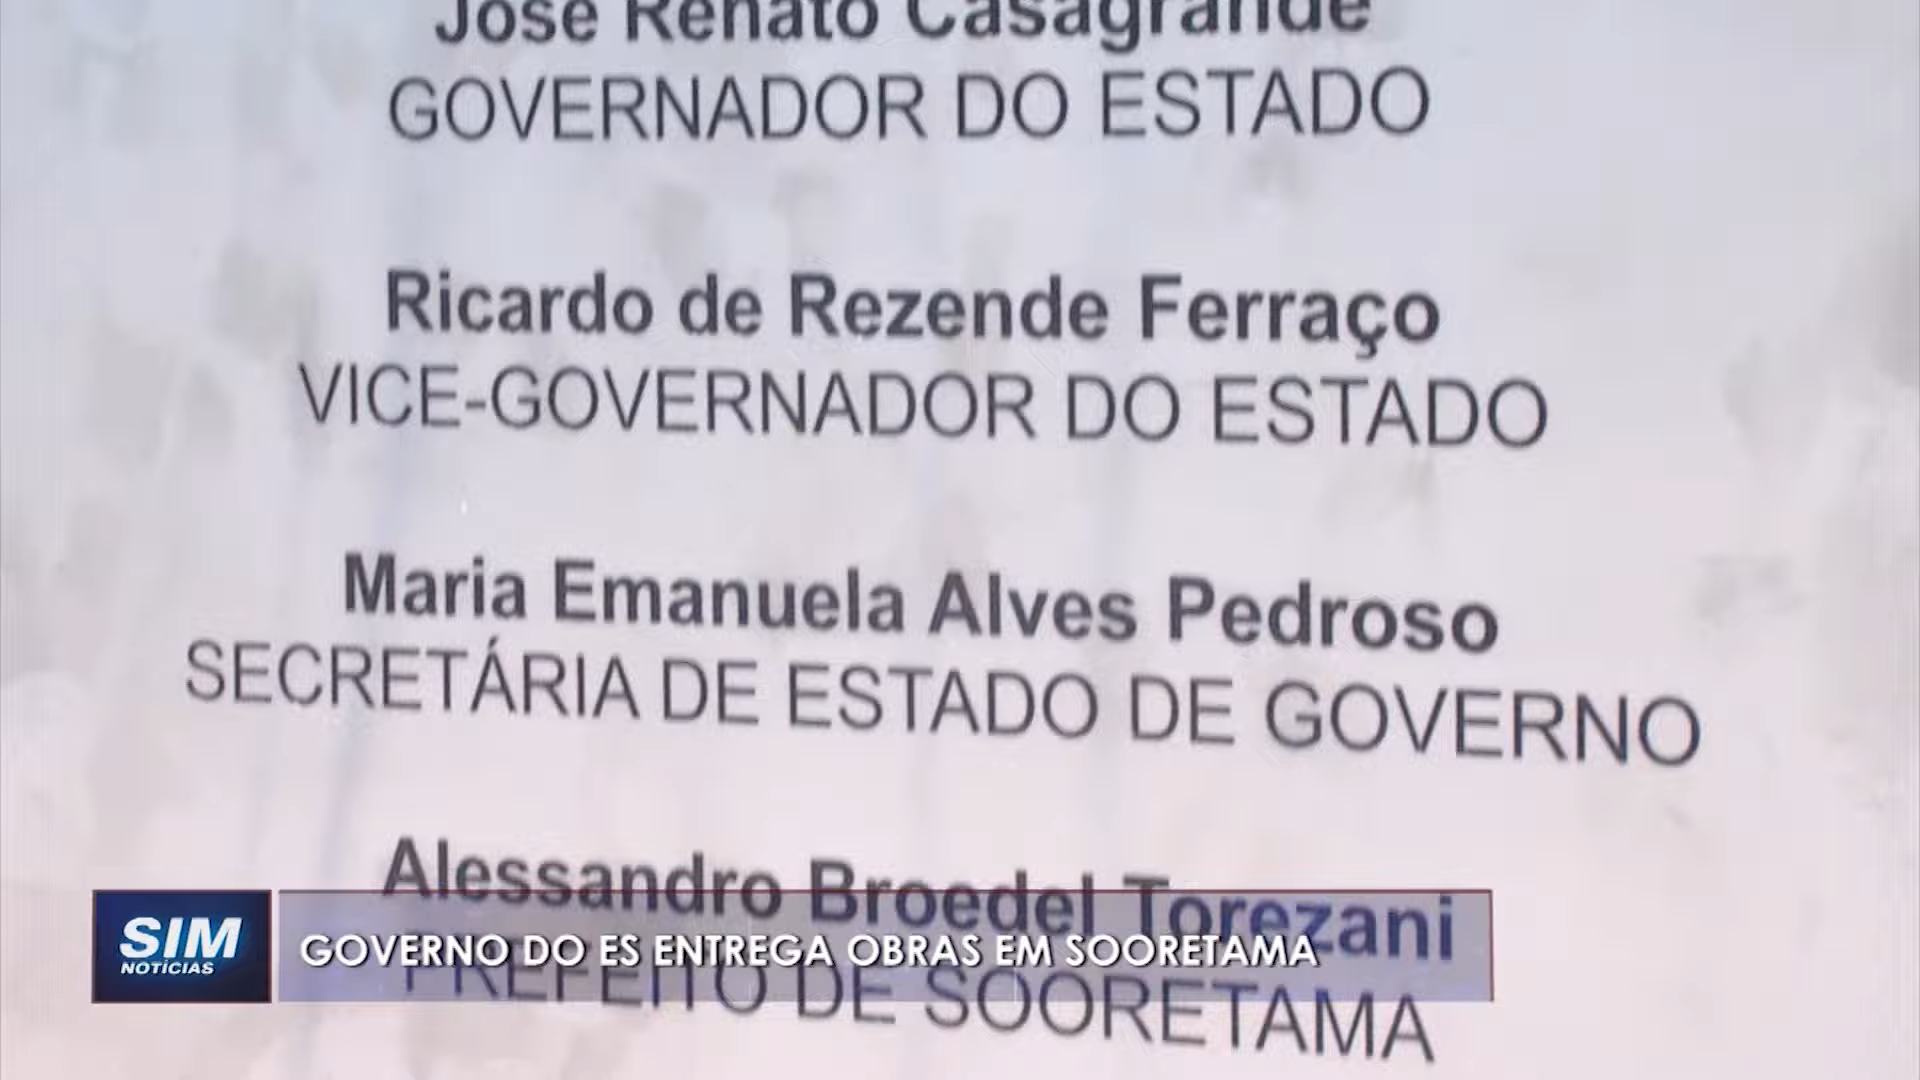 José Renato Casagrande
GOVERNADOR DO ESTADO
Ricardo de Rezende Ferraço
VICE-GOVERNADOR DO ESTADO
Maria Emanuela Alves Pedroso
SECRETÁRIA DE ESTADO DE GOVERNO
Alessandro Broedel Torezani
PREFEITO DE SOORETAMA
SIM
NOTÍCIAS
GOVERNO DO ES ENTREGA OBRAS EM SOORETAMA